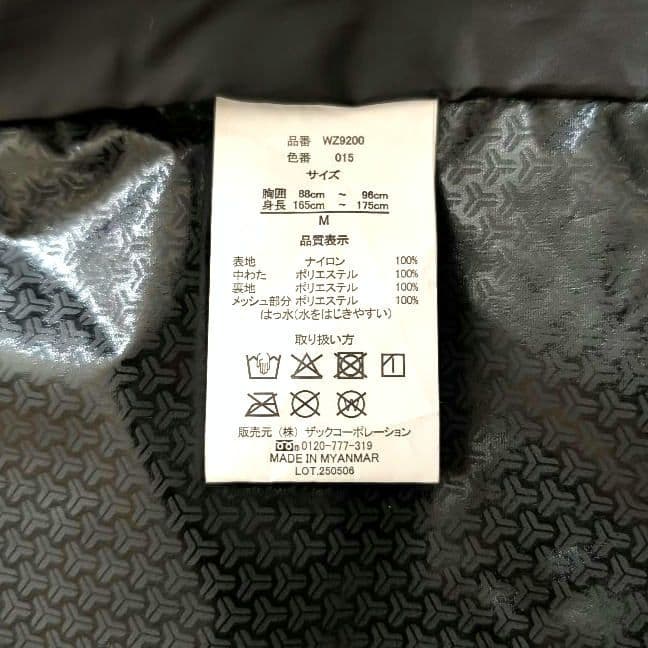 品番 WZ9200
色番 015
サイズ
胸囲 88cm ～ 96cm
身長 165cm ～ 175cm
M
品質表示
表地 ナイロン 100%
中わた ポリエステル 100%
裏地 ポリエステル 100%
メッシュ部分 ポリエステル 100%
はっ水(水をはじきやすい)
取り扱い方
販売元 (株) ザックコーポレーション
0120-777-319
MADE IN MYANMAR
LOT.250506